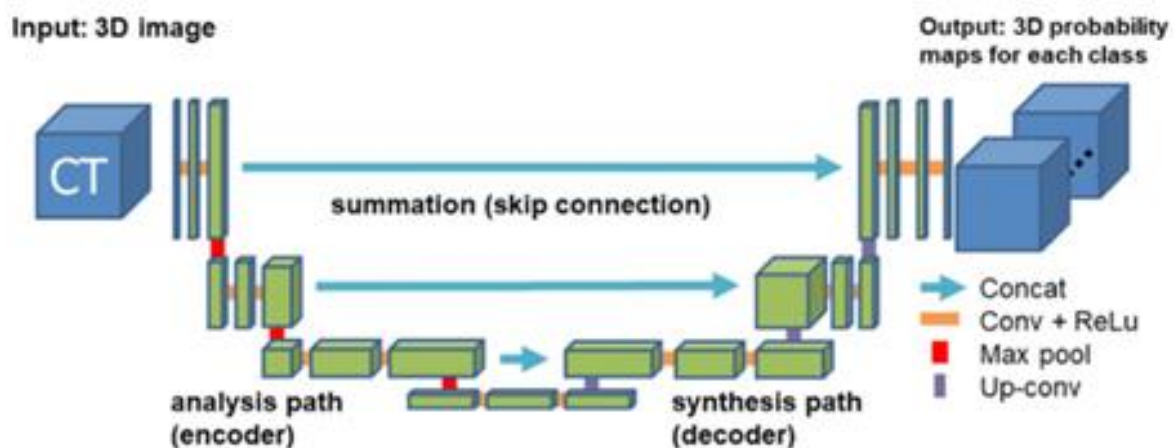 Input: 3D image
Output: 3D probability
maps for each class
CT
summation (skip connection)
Concat
Conv + ReLu
Max pool
Up-conv
analysis path
(encoder)
synthesis path
(decoder)